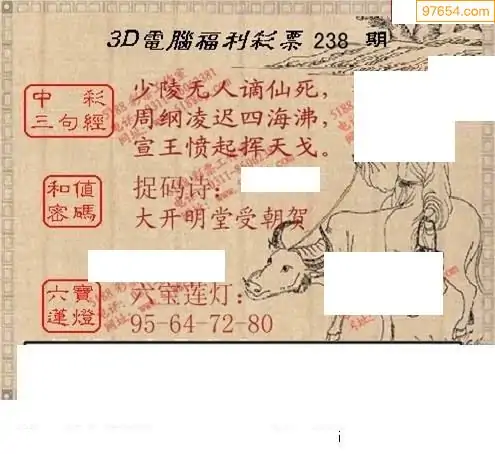 97654.com
3D電腦福利彩票 238 期
中彩
三句經
少陵无人谪仙死,
周纲凌迟四海沸,
宣王愤起挥天戈。
和值
密碼
捉码诗:
大开明堂受朝贺
六寶
蓮燈
六宝莲灯:
95-64-72-80
i